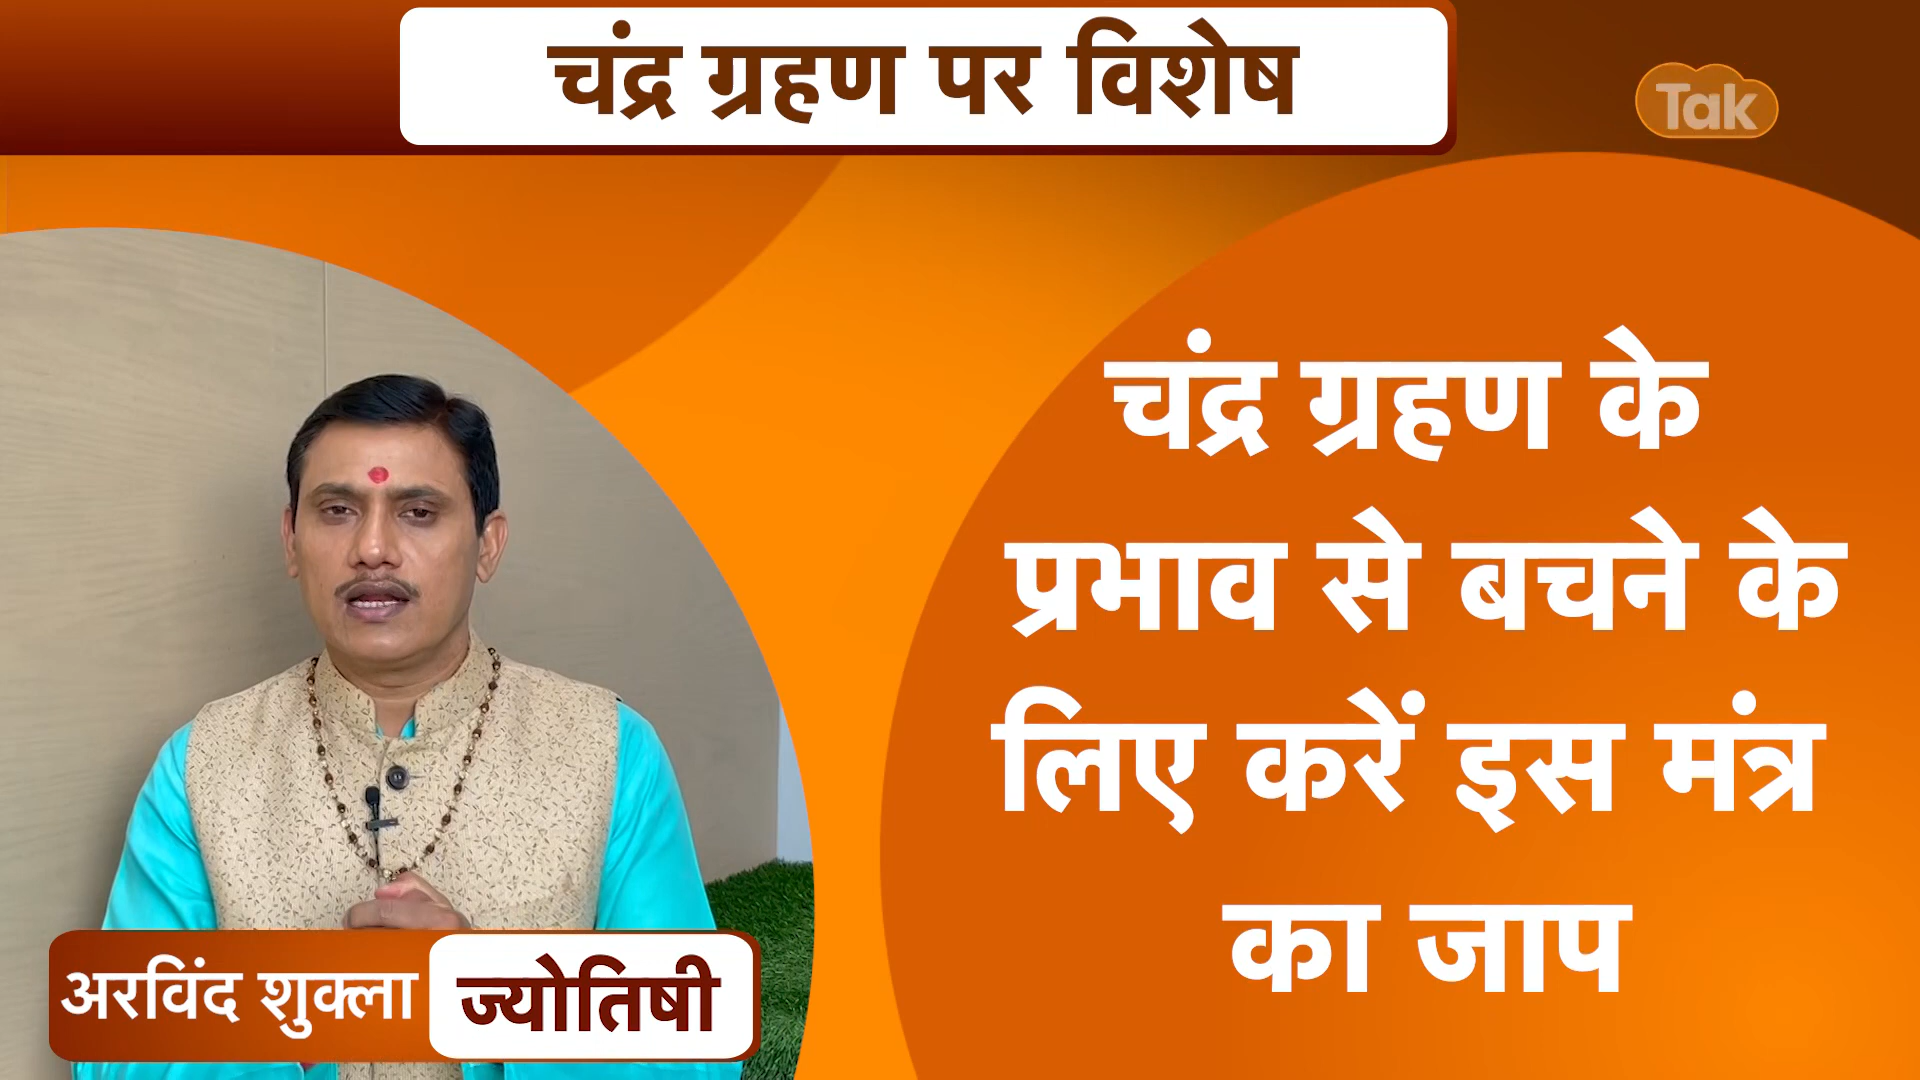 चंद्र ग्रहण पर विशेष
Tak
चंद्र ग्रहण के
प्रभाव से बचने के
लिए करें इस मंत्र
का जाप
अरविंद शुक्ला
ज्योतिषी